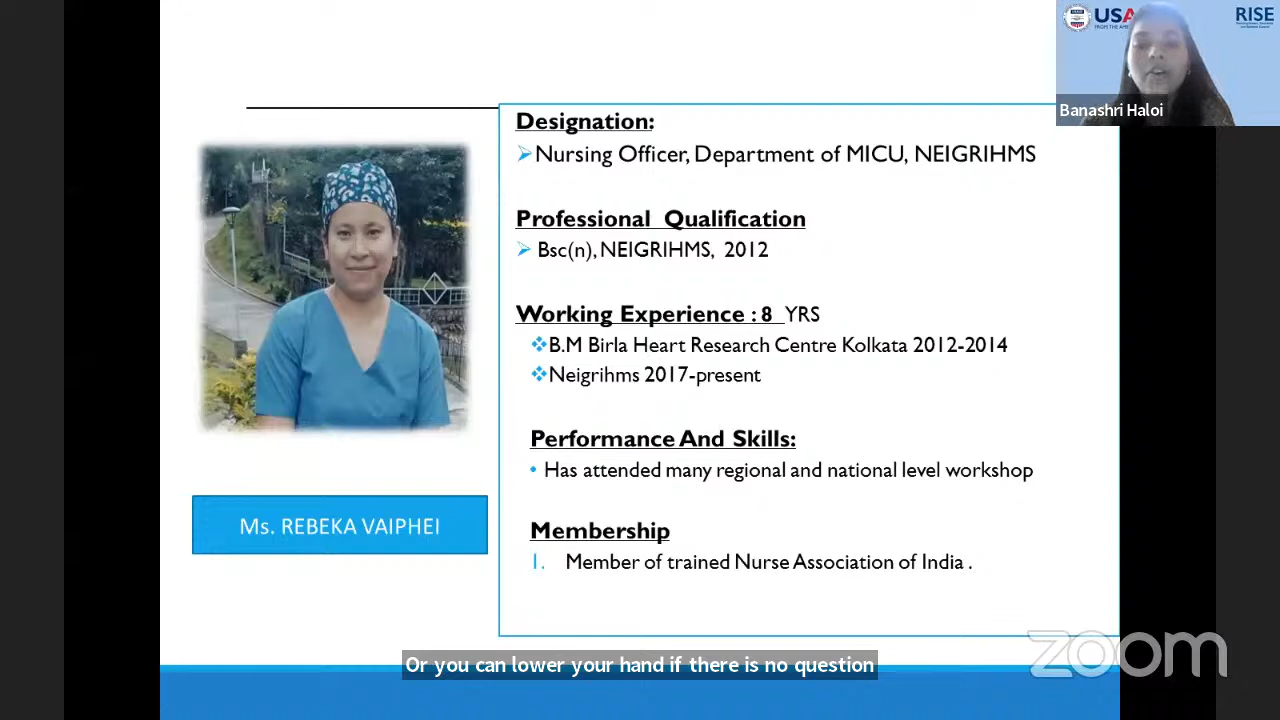 USA
RISE
Banashri Haloi
Designation:
Nursing Officer, Department of MICU, NEIGRIHMS
Professional Qualification
Bsc(n), NEIGRIHMS, 2012
Working Experience : 8 YRS
B.M Birla Heart Research Centre Kolkata 2012-2014
Neigrihms 2017-present
Performance And Skills:
• Has attended many regional and national level workshop
Membership
1. Member of trained Nurse Association of India .
Ms. REBEKA VAIPHEI
Or you can lower your hand if there is no question
zoom